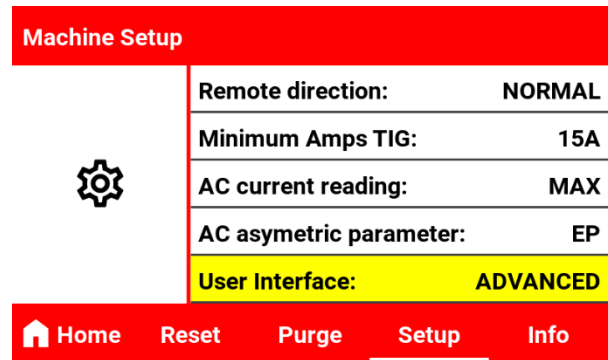 Machine Setup
Remote direction: NORMAL
Minimum Amps TIG: 15A
AC current reading: MAX
AC asymetric parameter: EP
User Interface: ADVANCED
Home Reset Purge Setup Info